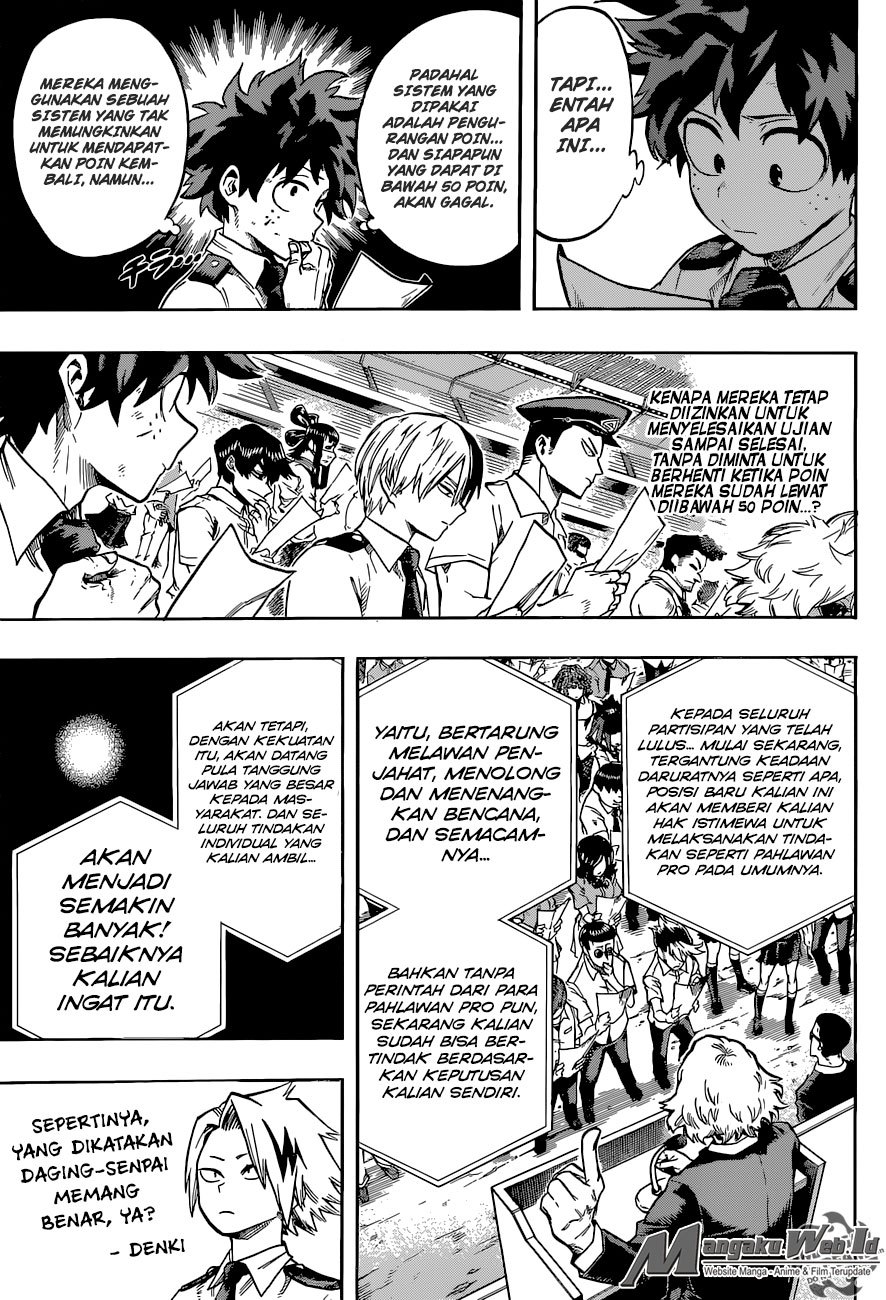 TAPI...
ENTAH
APA
INI...
PADAHAL
SISTEM YANG
DIPAKAI
ADALAH PENGU-
RANGAN POIN...
DAN SIAPAPUN
YANG DAPAT DI
BAWAH 50 POIN,
AKAN GAGAL.
MEREKA MENG-
GUNAKAN SEBUAH
SISTEM YANG TAK
MEMUNGKINKAN
UNTUK MENDAPAT-
KAN POIN KEM-
BALI, NAMUN...
チラ...
KENAPA MEREKA TETAP
DIIZINKAN UNTUK
MENYELESAIKAN UJIAN
SAMPAI SELESAI,
TANPA DIMINTA UNTUK
BERHENTI KETIKA POIN
MEREKA SUDAH LEWAT
DIIBAWAH 50 POIN...?
KEPADA SELURUH
PARTISIPAN YANG TELAH
LULUS... MULAI SEKARANG,
TERGANTUNG KEADAAN
DARURATNYA SEPERTI APA,
POSISI BARU KALIAN INI
AKAN MEMBERI KALIAN
HAK ISTIMEWA UNTUK
MELAKSANAKAN TINDA-
KAN SEPERTI PAHLAWAN
PRO PADA UMUMNYA.
YAITU, BERTARUNG
MELAWAN PEN-
JAHAT, MENOLONG
DAN MENENANG-
KAN BENCANA,
DAN SEMACAM-
NYA...
BAHKAN TANPA
PERINTAH DARI PARA
PAHLAWAN PRO PUN,
SEKARANG KALIAN
SUDAH BISA BER-
TINDAK BERDASAR-
KAN KEPUTUSAN
KALIAN SENDIRI.
AKAN TETAPI,
DENGAN KEKUATAN
ITU, AKAN DATANG
PULA TANGGUNG
JAWAB YANG BESAR
KEPADA MAS-
YARAKAT. DAN SE-
LURUH TINDAKAN
INDIVIDUAL YANG
KALIAN AMBIL...
AKAN
MENJADI
SEMAKIN
BANYAK!
SEBAIKNYA
KALIAN
INGAT ITU.
SEPERTINYA,
YANG DIKATAKAN
DAGING-SENPAI
MEMANG
BENAR, YA?
- DENKI
Mangaku.Web.Id
Website Manga - Anime & Film Terupdate